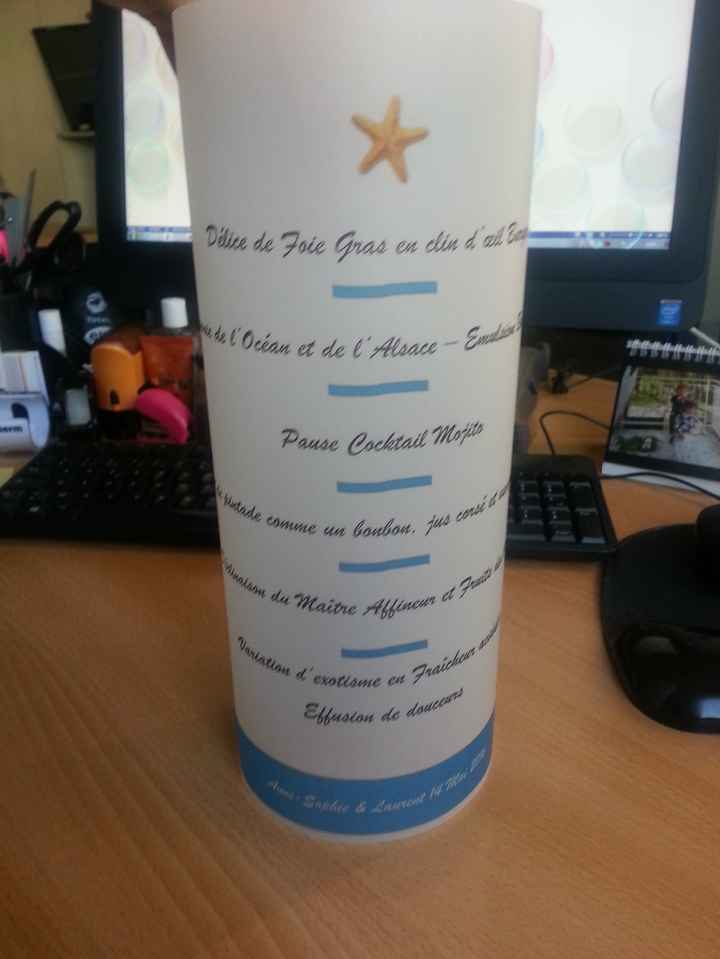 Délice de Foie Gras en clin d'œil
de l'Océan et de l'Alsace – Emulsion
Pause Cocktail Mojito
de pintade comme un bonbon, jus corsé et
du Maître Affineur et Fruits
Variation d'exotisme en Fraîcheur
Effusion de douceurs
Anne-Sophie & Laurent 14 Mai